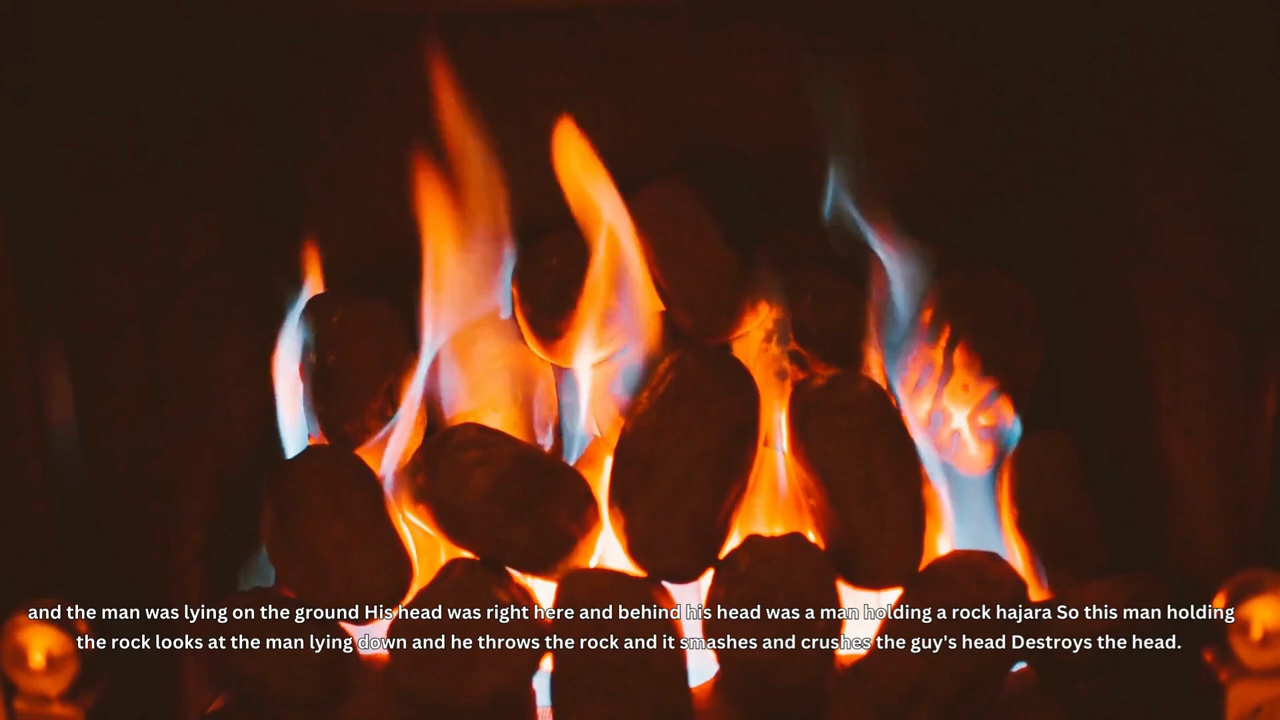 and the man was lying on the ground His head was right here and behind his head was a man holding a rock hajara So this man holding
the rock looks at the man lying down and he throws the rock and it smashes and crushes the guy's head Destroys the head.